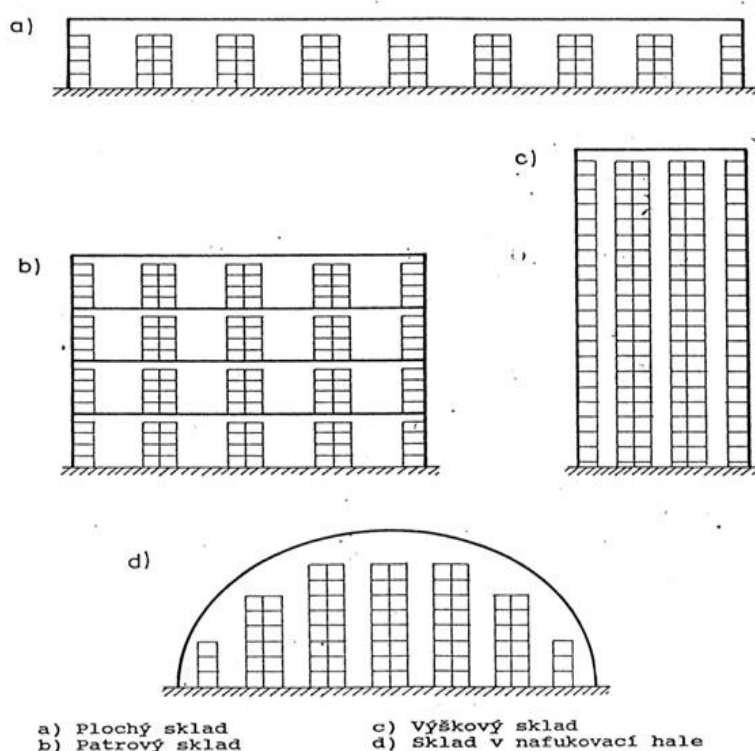 a)
c)
b)
d)
a) Plochý sklad c) Výškový sklad
b) Patrový sklad d) Sklad v nafukovací hale